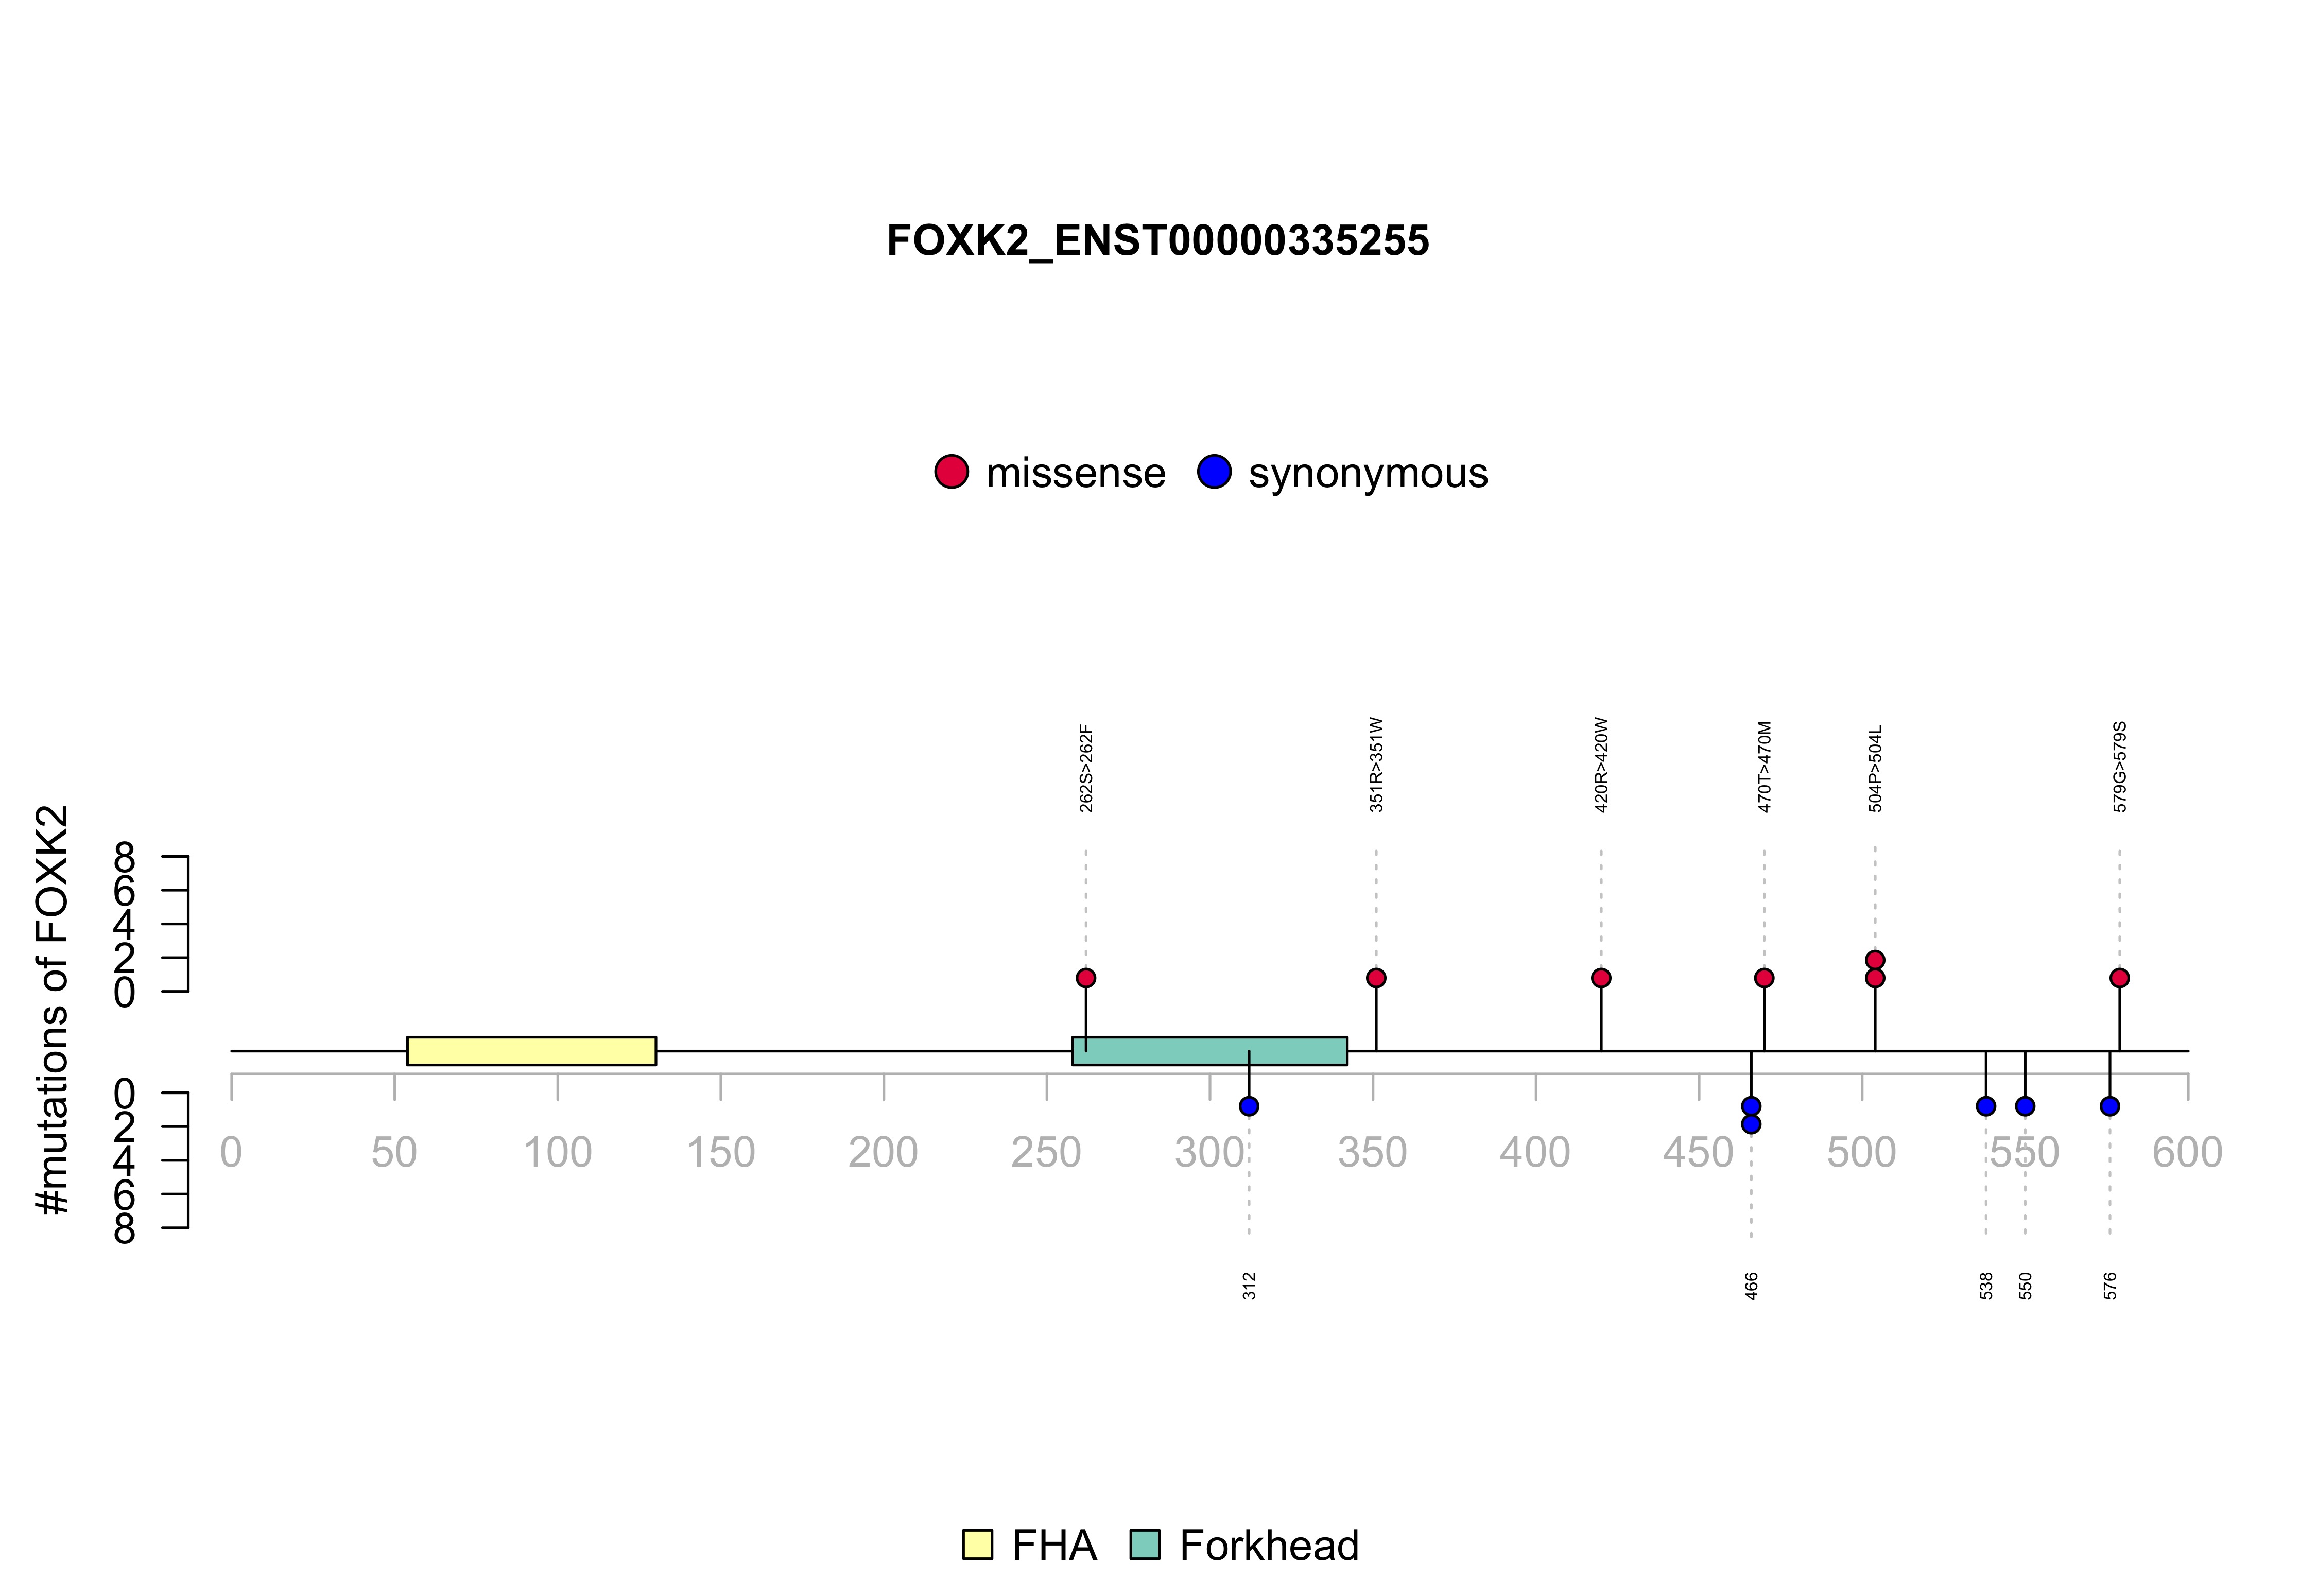 FOXK2_ENST00000335255
missense synonymous
262S>262F 351R>351W 420R>420W 470T>470M 504P>504L 579G>579S
#mutations of FOXK2
8
6
4
2
0
0
2
4
6
8
0 50 100 150 200 250 300 350 400 450 500 550 600
312 466 538 550 576
FHA Forkhead